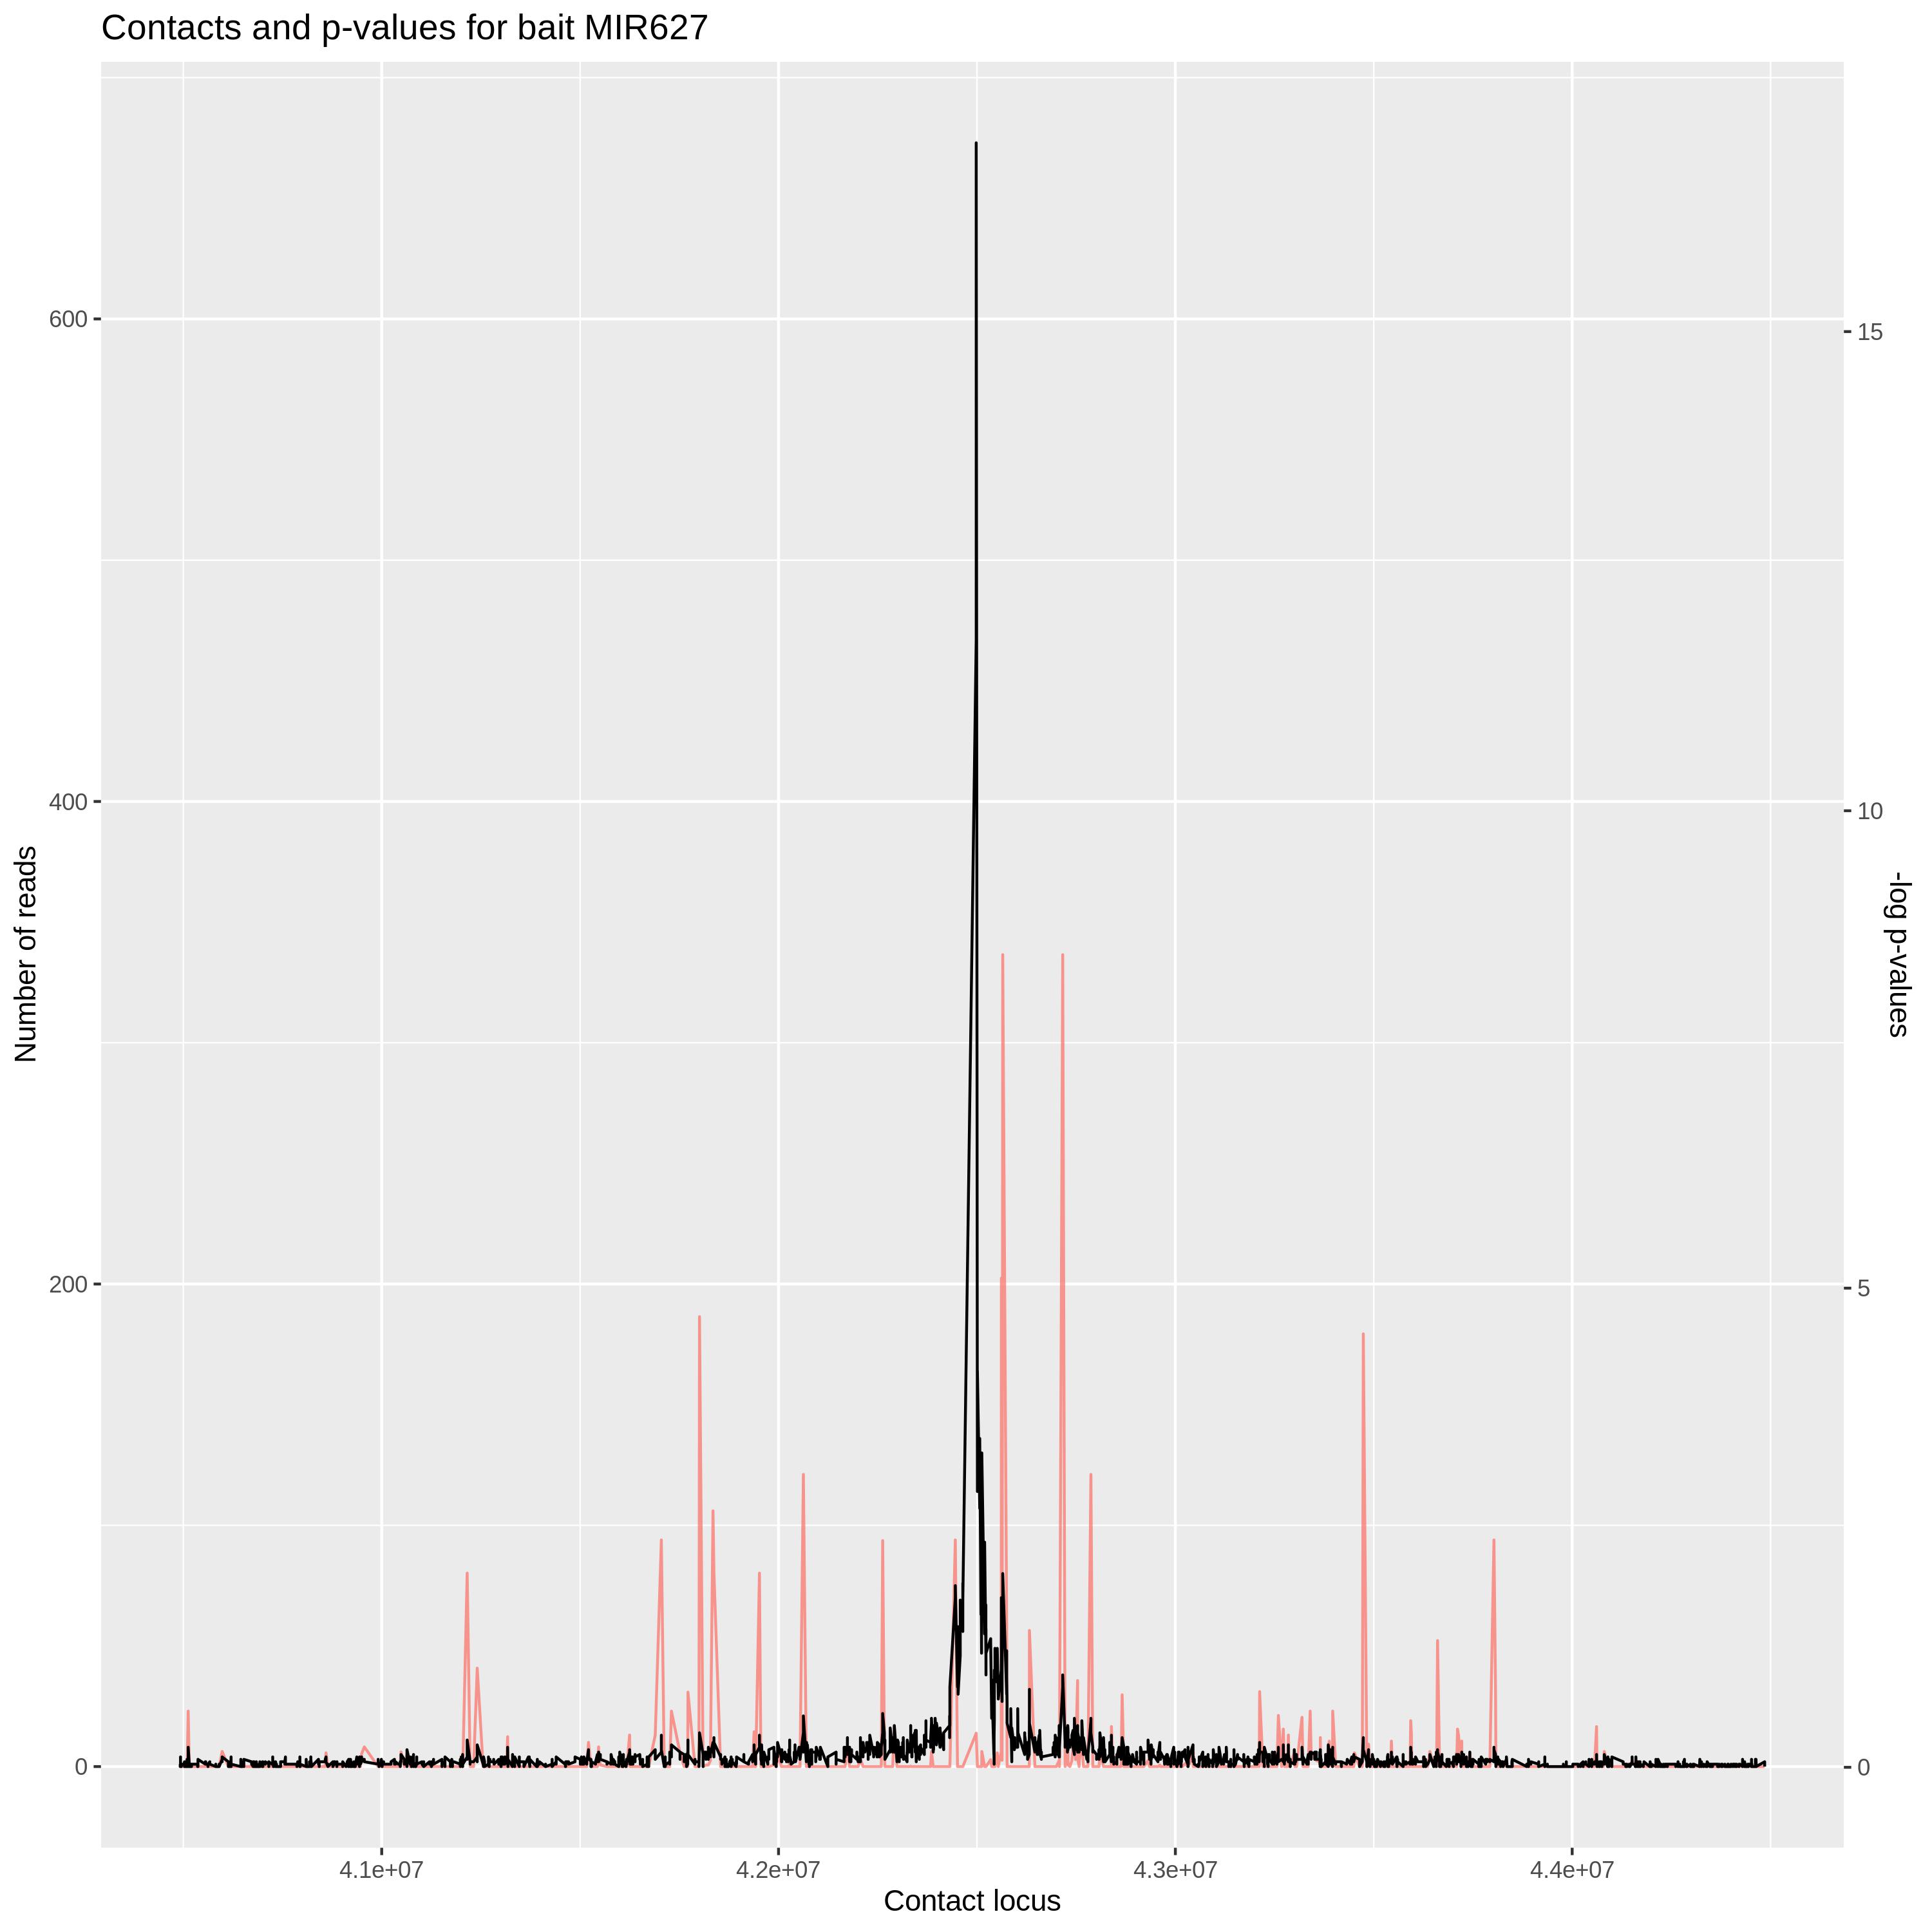 Contacts and p-values for bait MIR627
Number of reads
600
400
200
0
15
10
5
0
-log p-values
4.1e+07 4.2e+07 4.3e+07 4.4e+07
Contact locus